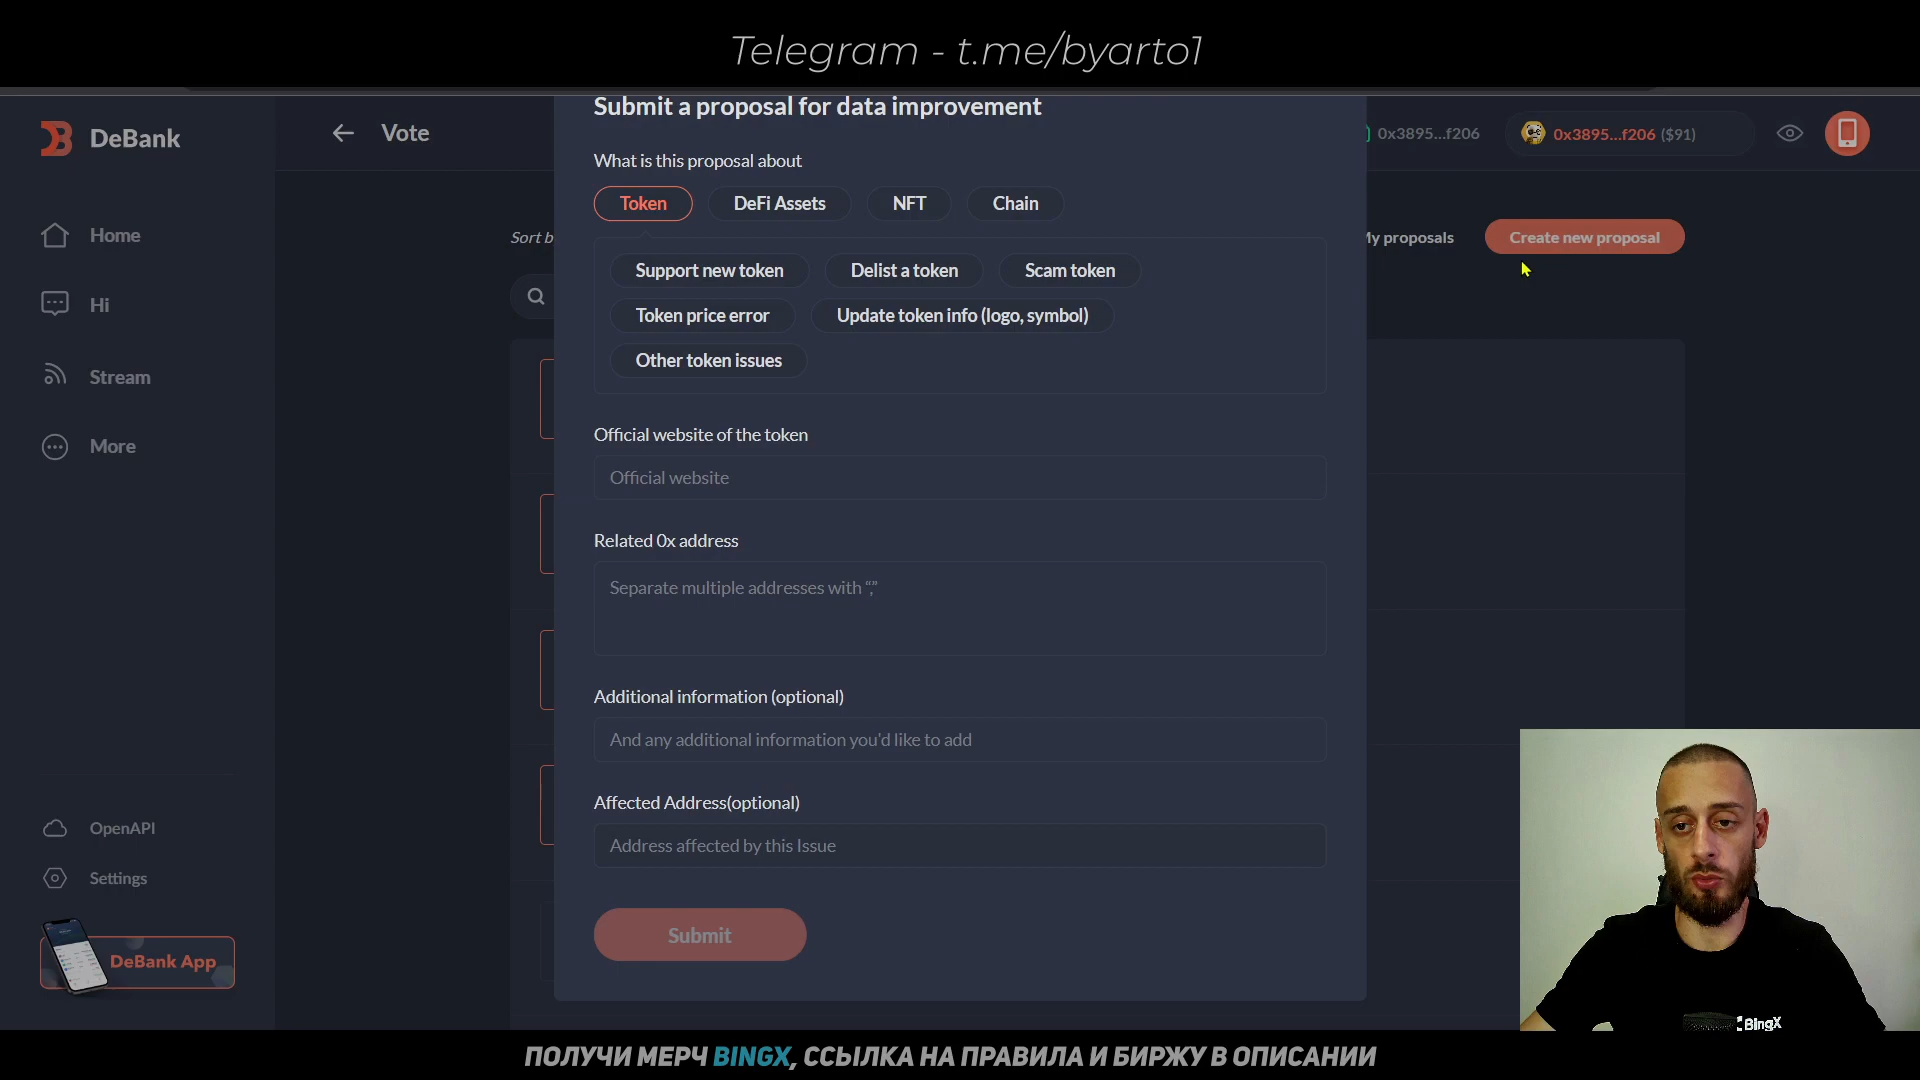 Telegram - t.me/byarto1
Submit a proposal for data improvement
DeBank
Vote
0x3895...f206
0x3895...f206 ($91)
What is this proposal about
Token
DeFi Assets
NFT
Chain
Home
Sort b
My proposals
Create new proposal
Support new token
Delist a token
Scam token
Hi
Token price error
Update token info (logo, symbol)
Other token issues
Stream
Official website of the token
More
Official website
Related 0x address
Separate multiple addresses with “,”
Additional information (optional)
And any additional information you'd like to add
Affected Address(optional)
OpenAPI
Address affected by this Issue
Settings
Submit
DeBank App
BingX
ПОЛУЧИ МЕРЧ BINGX, ССЫЛКА НА ПРАВИЛА И БИРЖУ В ОПИСАНИИ